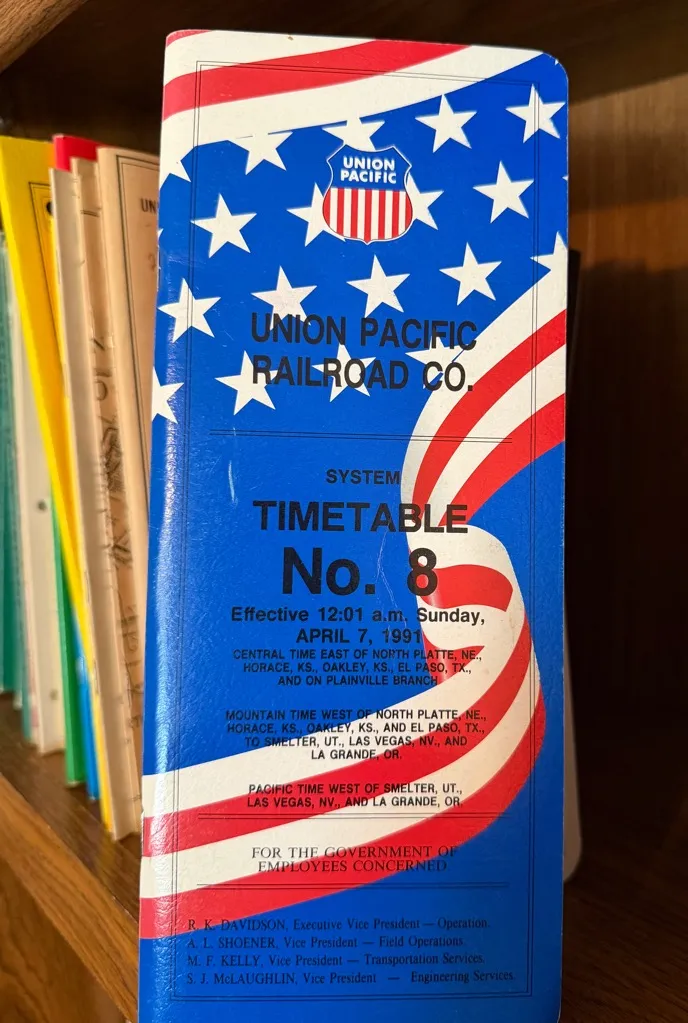 UNION
PACIFIC
UNION PACIFIC
RAILROAD CO.
SYSTEM
TIMETABLE
No. 8
Effective 12:01 a.m. Sunday,
APRIL 7, 1991
CENTRAL TIME EAST OF NORTH PLATTE, NE.,
HORACE, KS., OAKLEY, KS., EL PASO, TX.,
AND ON PLAINVILLE BRANCH
MOUNTAIN TIME WEST OF NORTH PLATTE, NE.,
HORACE, KS., OAKLEY, KS., AND EL PASO, TX.,
TO SMELTER, UT., LAS VEGAS, NV., AND
LA GRANDE, OR.
PACIFIC TIME WEST OF SMELTER, UT.,
LAS VEGAS, NV., AND LA GRANDE, OR.
FOR THE GOVERNMENT OF
EMPLOYEES CONCERNED
R. K. DAVIDSON, Executive Vice President — Operation.
A. L. SHOENER, Vice President — Field Operations.
M. F. KELLY, Vice President — Transportation Services.
S. J. McLAUGHLIN, Vice President — Engineering Services.